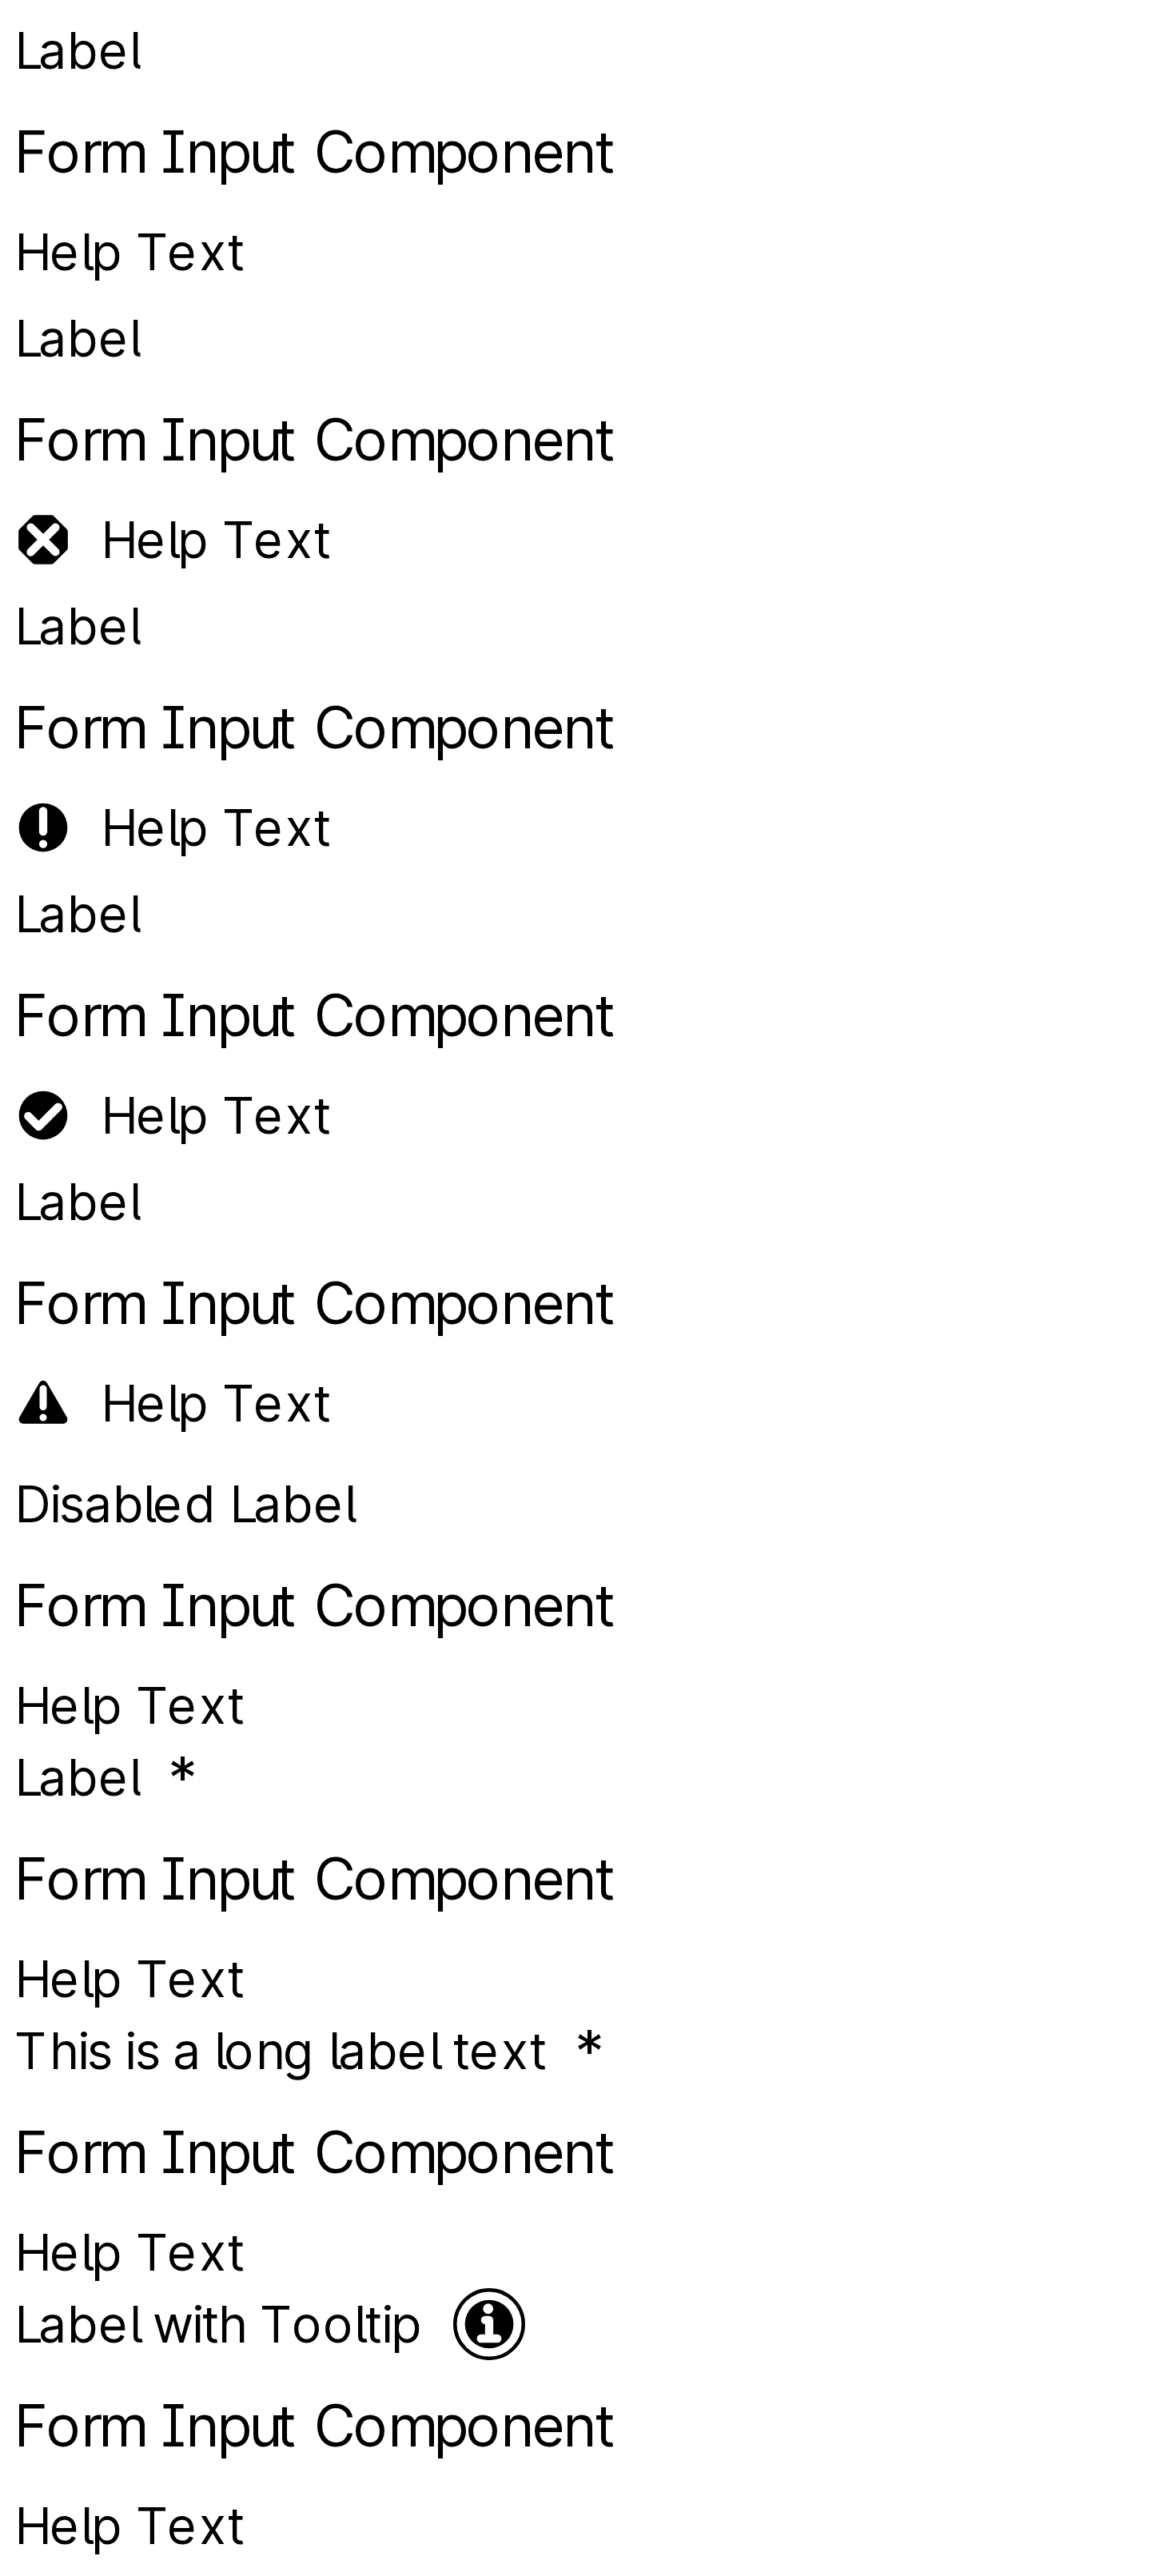 Label
Form Input Component
Help Text
Label
Form Input Component
Help Text
Label
Form Input Component
Help Text
Label
Form Input Component
Help Text
Label
Form Input Component
Help Text
Disabled Label
Form Input Component
Help Text
Label *
Form Input Component
Help Text
This is a long label text *
Form Input Component
Help Text
Label with Tooltip
Form Input Component
Help Text